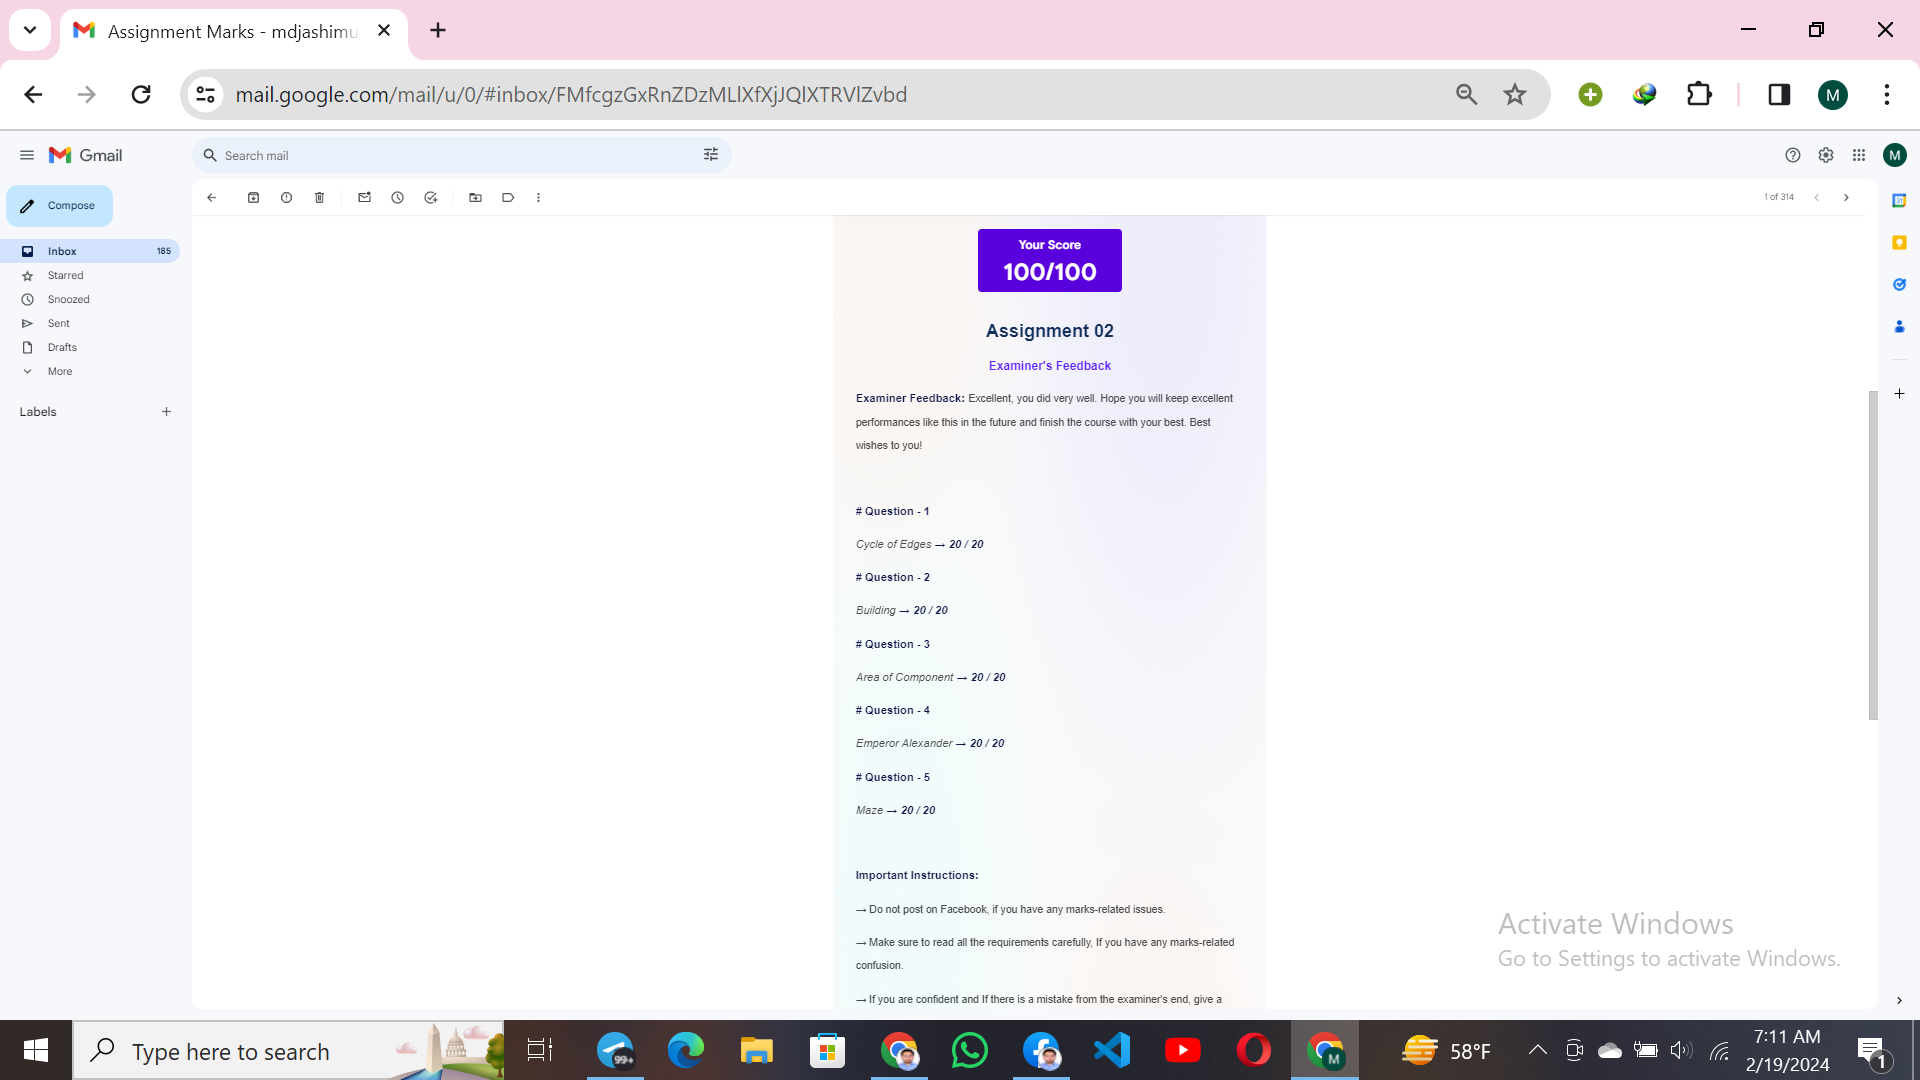 Assignment Marks - mdjashimu
mail.google.com/mail/u/0/#inbox/FMfcgzGxRnZDzMLlXfXjJQlXTRVlZvbd
M
Gmail
Search mail
M
Compose
1 of 314
Inbox 185
Starred
Snoozed
Sent
Drafts
More
Labels
Your Score
100/100
Assignment 02
Examiner's Feedback
Examiner Feedback: Excellent, you did very well. Hope you will keep excellent
performances like this in the future and finish the course with your best. Best
wishes to you!
# Question - 1
Cycle of Edges → 20 / 20
# Question - 2
Building → 20 / 20
# Question - 3
Area of Component → 20 / 20
# Question - 4
Emperor Alexander → 20 / 20
# Question - 5
Maze → 20 / 20
Important Instructions:
→ Do not post on Facebook, if you have any marks-related issues.
→ Make sure to read all the requirements carefully, If you have any marks-related
confusion.
→ If you are confident and If there is a mistake from the examiner's end, give a
Activate Windows
Go to Settings to activate Windows.
Type here to search
99+
M
58°F
7:11 AM
2/19/2024
1